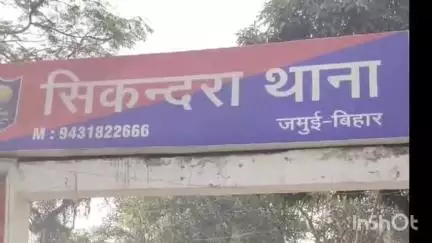 सिकन्दरा थाना
M : 9431822666
जमुई-बिहार
InShOt